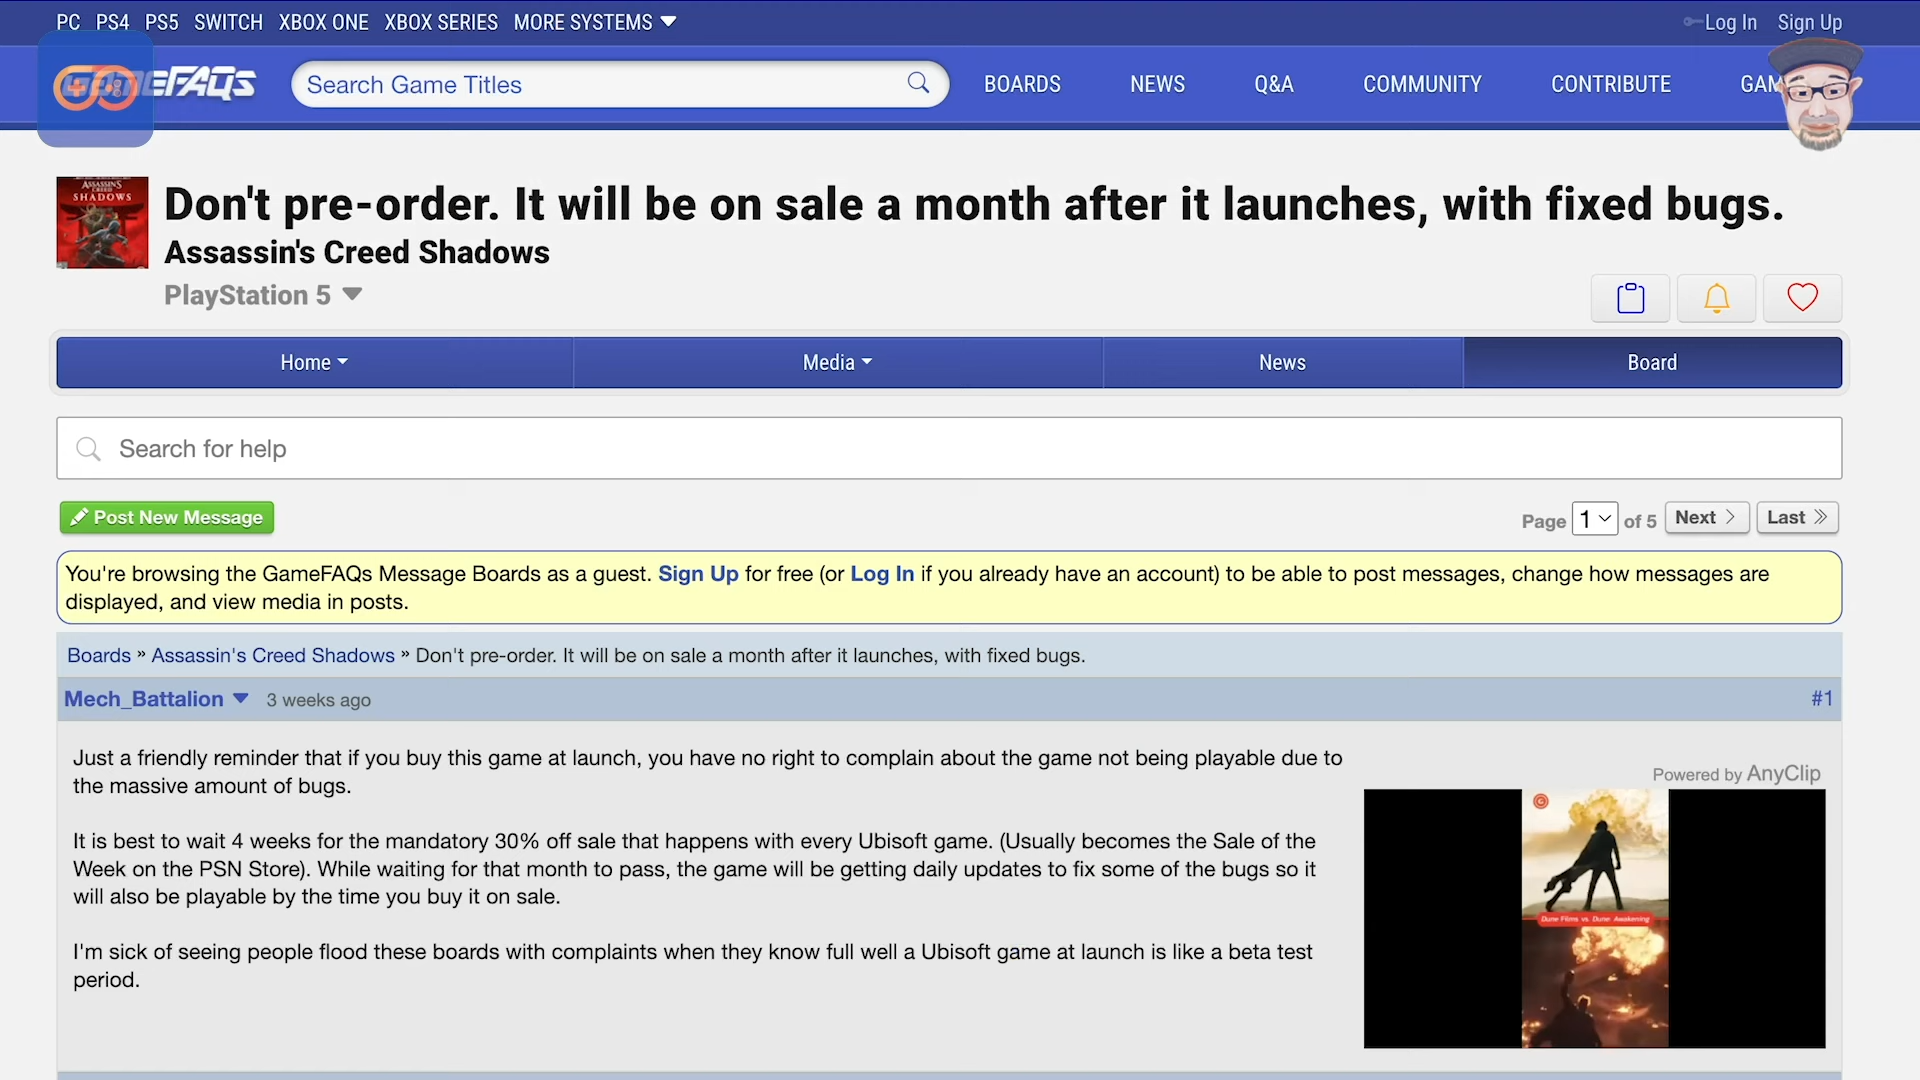 PC PS4 PS5 SWITCH XBOX ONE XBOX SERIES MORE SYSTEMS
Log In Sign Up
GameFAQs
Search Game Titles
BOARDS NEWS Q&A COMMUNITY CONTRIBUTE
ASSASSIN'S CREED
SHADOWS
Don't pre-order. It will be on sale a month after it launches, with fixed bugs.
Assassin's Creed Shadows
PlayStation 5
Home Media News Board
Search for help
Post New Message
Page 1 of 5 Next Last
You're browsing the GameFAQs Message Boards as a guest. Sign Up for free (or Log In if you already have an account) to be able to post messages, change how messages are
displayed, and view media in posts.
Boards » Assassin's Creed Shadows » Don't pre-order. It will be on sale a month after it launches, with fixed bugs.
Mech_Battalion 3 weeks ago #1
Just a friendly reminder that if you buy this game at launch, you have no right to complain about the game not being playable due to
the massive amount of bugs.
Powered by AnyClip
It is best to wait 4 weeks for the mandatory 30% off sale that happens with every Ubisoft game. (Usually becomes the Sale of the
Week on the PSN Store). While waiting for that month to pass, the game will be getting daily updates to fix some of the bugs so it
will also be playable by the time you buy it on sale.
Dune Films vs. Dune: Awakening
I'm sick of seeing people flood these boards with complaints when they know full well a Ubisoft game at launch is like a beta test
period.